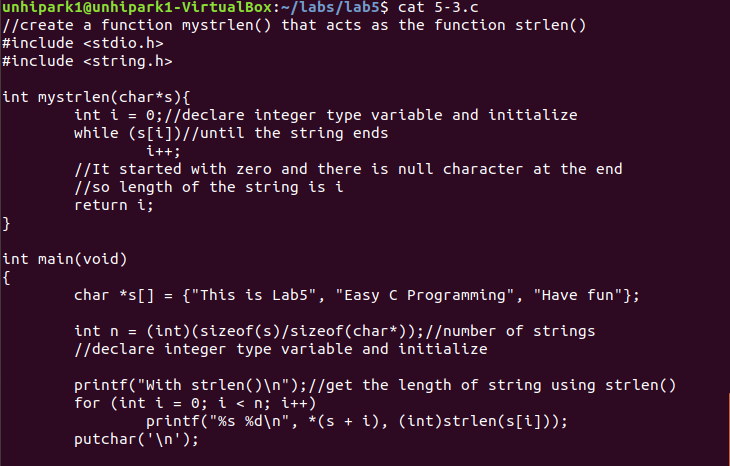 unhipark1@unhipark1-VirtualBox:~/labs/lab5$ cat 5-3.c
//create a function mystrlen() that acts as the function strlen()
#include <stdio.h>
#include <string.h>

int mystrlen(char*s){
        int i = 0;//declare integer type variable and initialize
        while (s[i])//until the string ends
                i++;
        //It started with zero and there is null character at the end
        //so length of the string is i
        return i;
}

int main(void)
{
        char *s[] = {"This is Lab5", "Easy C Programming", "Have fun"};

        int n = (int)(sizeof(s)/sizeof(char*));//number of strings
        //declare integer type variable and initialize

        printf("With strlen()\n");//get the length of string using strlen()
        for (int i = 0; i < n; i++)
                printf("%s %d\n", *(s + i), (int)strlen(s[i]));
        putchar('\n');